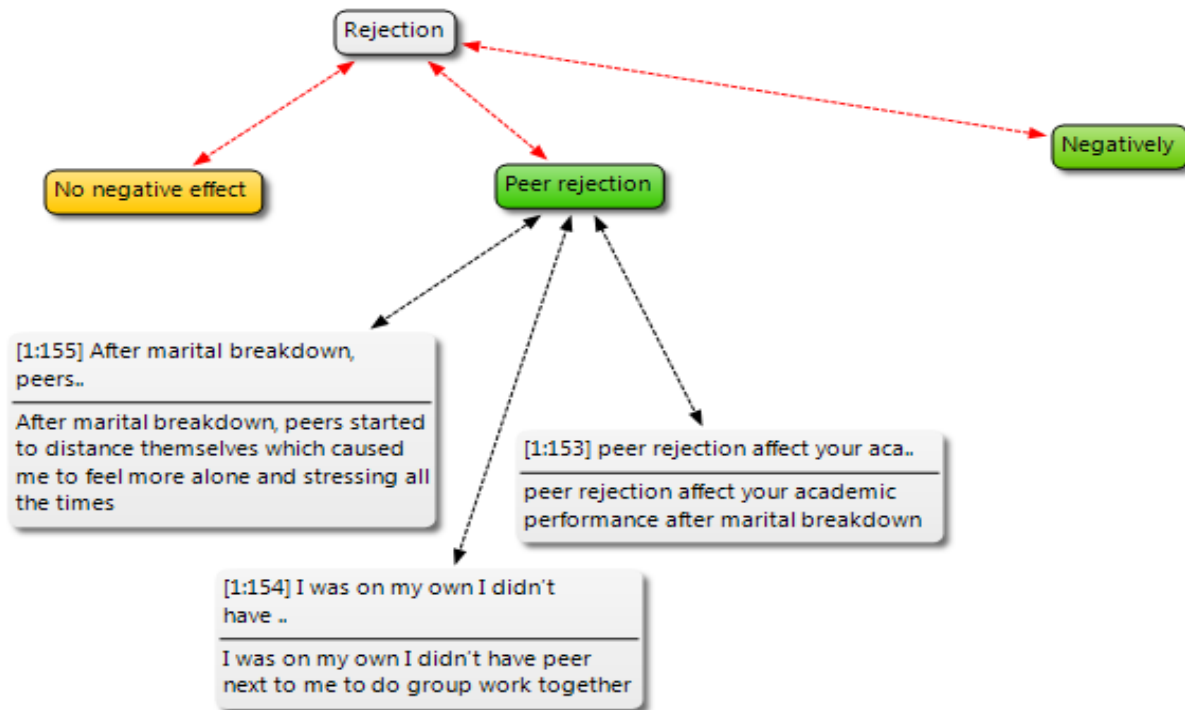 Rejection
Negatively
No negative effect
Peer rejection
[1:155] After marital breakdown,
peers..
After marital breakdown, peers started
to distance themselves which caused
me to feel more alone and stressing all
the times
[1:153] peer rejection affect your aca..
peer rejection affect your academic
performance after marital breakdown
[1:154] I was on my own I didn't
have ..
I was on my own I didn't have peer
next to me to do group work together